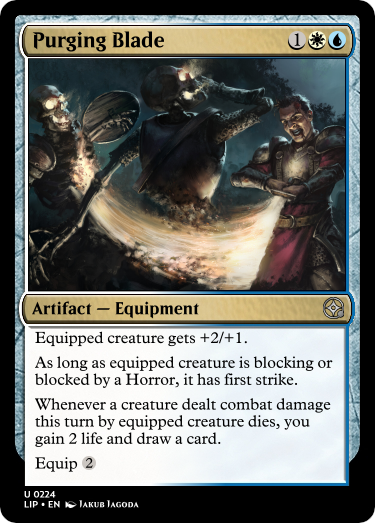 Purging Blade 1
Artifact — Equipment
Equipped creature gets +2/+1.
As long as equipped creature is blocking or
blocked by a Horror, it has first strike.
Whenever a creature dealt combat damage
this turn by equipped creature dies, you
gain 2 life and draw a card.
Equip 2
U 0224
LIP • EN Jakub Jagoda